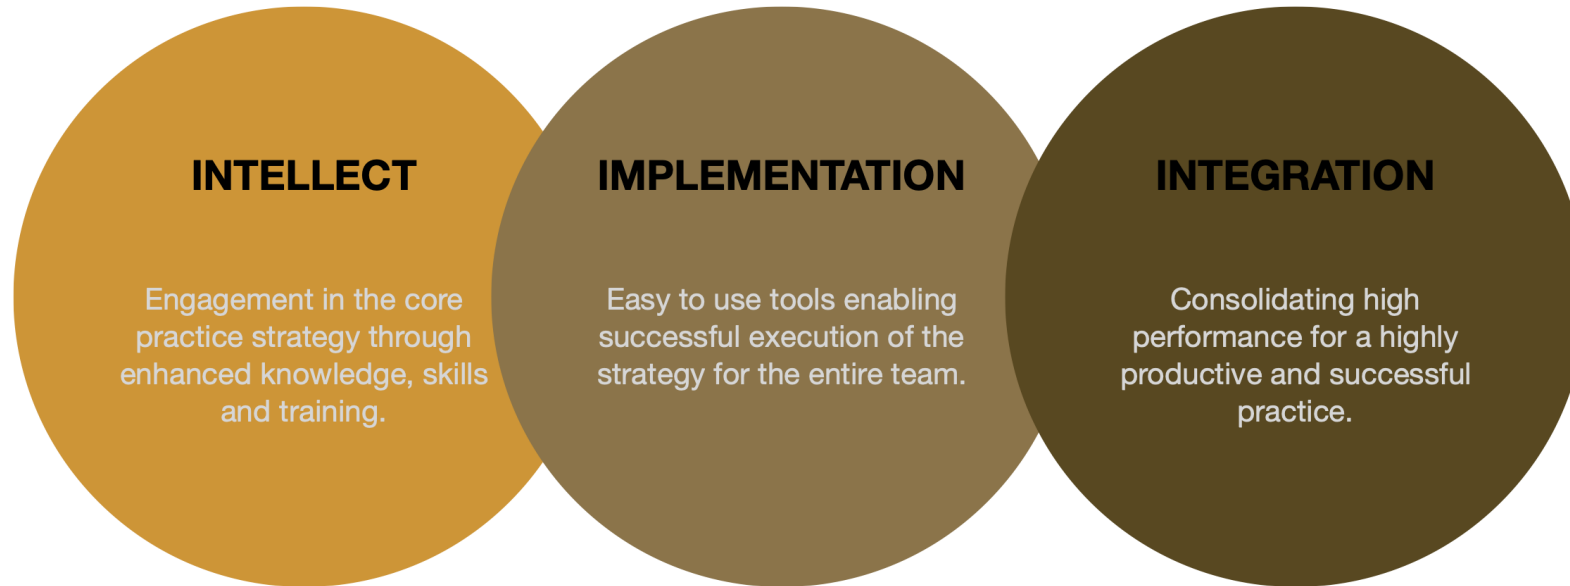 INTELLECT
Engagement in the core
practice strategy through
enhanced knowledge, skills
and training.
IMPLEMENTATION
Easy to use tools enabling
successful execution of the
strategy for the entire team.
INTEGRATION
Consolidating high
performance for a highly
productive and successful
practice.